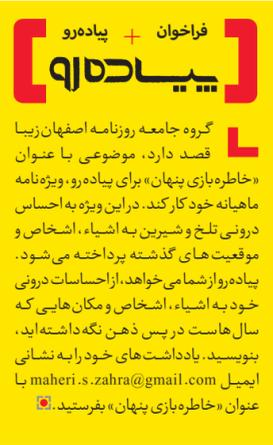 فراخوان + پیاده‌رو
پیاده‌رو
گروه جامعه روزنامه اصفهان زیبا
قصد دارد، موضوعی با عنوان
«خاطره‌بازی پنهان» برای پیاده‌رو، ویژه‌نامه
ماهیانه خود کار کند. در این ویژه به احساس
درونی تلخ و شیرین به اشیاء، اشخاص و
موقعیت های گذشته پرداخته می‌شود.
پیاده‌رو از شما می‌خواهد، از احساسات درونی
خود به اشیاء، اشخاص و مکان‌هایی که
سال‌هاست در پس ذهن نگه داشته‌اید،
بنویسید. یادداشت‌های خود را به نشانی
ایمیل maheri.s.zahra@gmail.com با
عنوان «خاطره‌بازی پنهان» بفرستید.